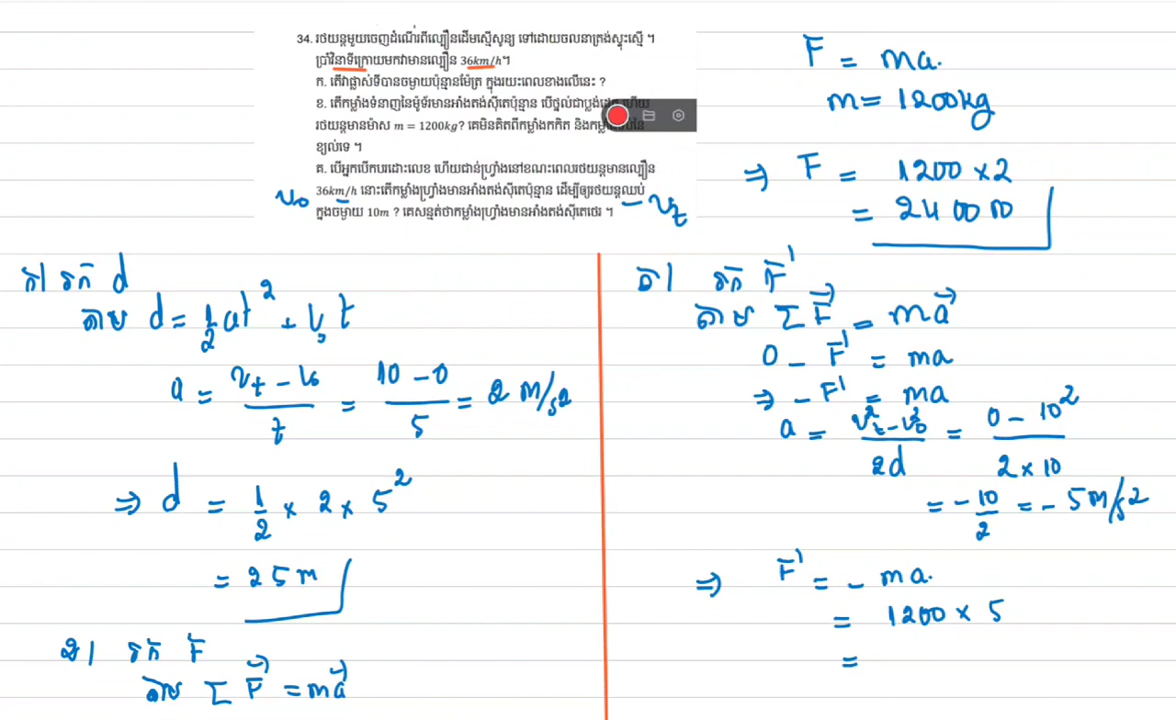 34. រថយន្តមួយចេញដំណើរពីល្បឿនដើមស្មើសូន្យ ទៅដោយចលនាត្រង់ស្ទុះស្មើ ។
ប្រាំវិនាទីក្រោយមកវាមានល្បឿន 36km/h។
ក. តើវាផ្លាស់ទីបានចម្ងាយប៉ុន្មានម៉ែត្រ ក្នុងរយៈពេលខាងលើនេះ ?
ខ. តើកម្លាំងទំនាញនៃម៉ូទ័រមានអាំងតង់ស៊ីតេប៉ុន្មាន បើថ្នល់ជាប្លង់ដេក ហើយ
រថយន្តមានម៉ាស m = 1200kg? គេមិនគិតពីកម្លាំងកកិត និងកម្លាំង
ខ្យល់ទេ ។
គ. បើអ្នកបើកបរដោះលេខ ហើយជាន់ហ្វ្រាំងនៅខណៈពេលរថយន្តមានល្បឿន
36km/h នោះតើកម្លាំងហ្វ្រាំងមានអាំងតង់ស៊ីតេប៉ុន្មាន ដើម្បីឲ្យរថយន្តឈប់
ក្នុងចម្ងាយ 10m ? គេសន្មត់ថាកម្លាំងហ្វ្រាំងមានអាំងតង់ស៊ីតេថេរ ។
v₀
- v_t
F = ma.
m = 1200kg
⇒ F = 1200 × 2
= 2400 N
ក/ រក d
តាម d = 1/2 at² + V₀ t
a = (v_t - v₀)/t = (10 - 0)/5 = 2 m/s2
⇒ d = 1/2 × 2 × 5²
= 25 m
ខ/ រក F
តាម Σ F⃗ = ma⃗
គ/ រក F'
តាម Σ F⃗ = ma⃗
0 - F' = ma
⇒ - F' = ma
a = (v_t² - v₀²)/2d = (0 - 10²)/(2 × 10)
= -10/2 = - 5 m/s2
⇒ F' = - ma.
= 1200 × 5
=